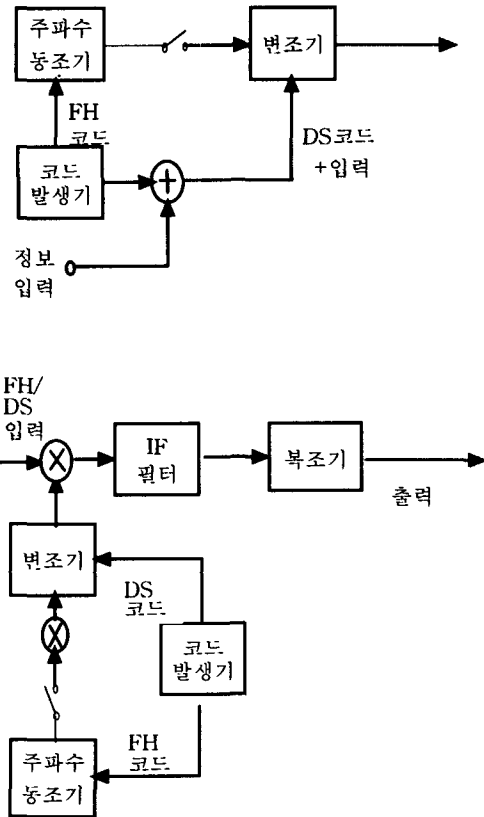 주파수
동조기
변조기
FH
코드
DS코드
+입력
코드
발생기
정보
입력
FH/
DS
입력
IF
필터
복조기
출력
변조기
DS
코드
코드
발생기
주파수
동조기
FH
코드